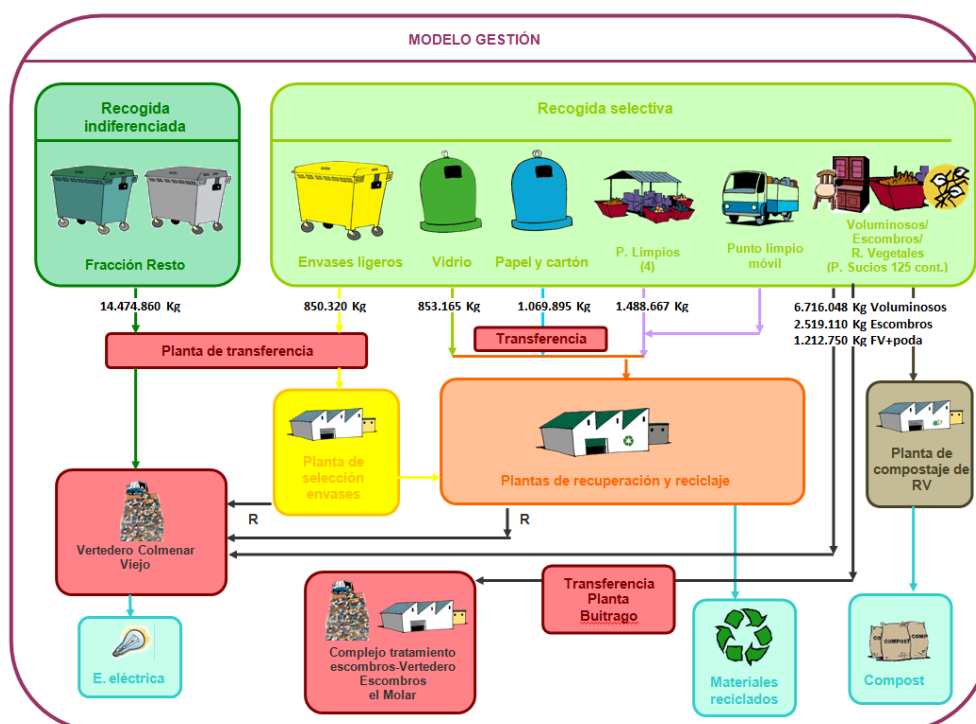 MODELO GESTIÓN
Recogida
indiferenciada
Fracción Resto
Recogida selectiva
Envases ligeros
Vidrio
Papel y cartón
P. Limpios
(4)
Punto limpio
móvil
Voluminosos/
Escombros/
R. Vegetales
(P. Sucios 125 cont.)
14.474.860 Kg
850.320 Kg
853.165 Kg
1.069.895 Kg
1.488.667 Kg
6.716.048 Kg Voluminosos
2.519.110 Kg Escombros
1.212.750 Kg FV+poda
Planta de transferencia
Transferencia
Planta de
selección
envases
Plantas de recuperación y reciclaje
Planta de
compostaje de
RV
R
R
Vertedero Colmenar
Viejo
Transferencia
Planta
Buitrago
Complejo tratamiento
escombros-Vertedero
Escombros
el Molar
E. eléctrica
Materiales
reciclados
COMPOST
Compost